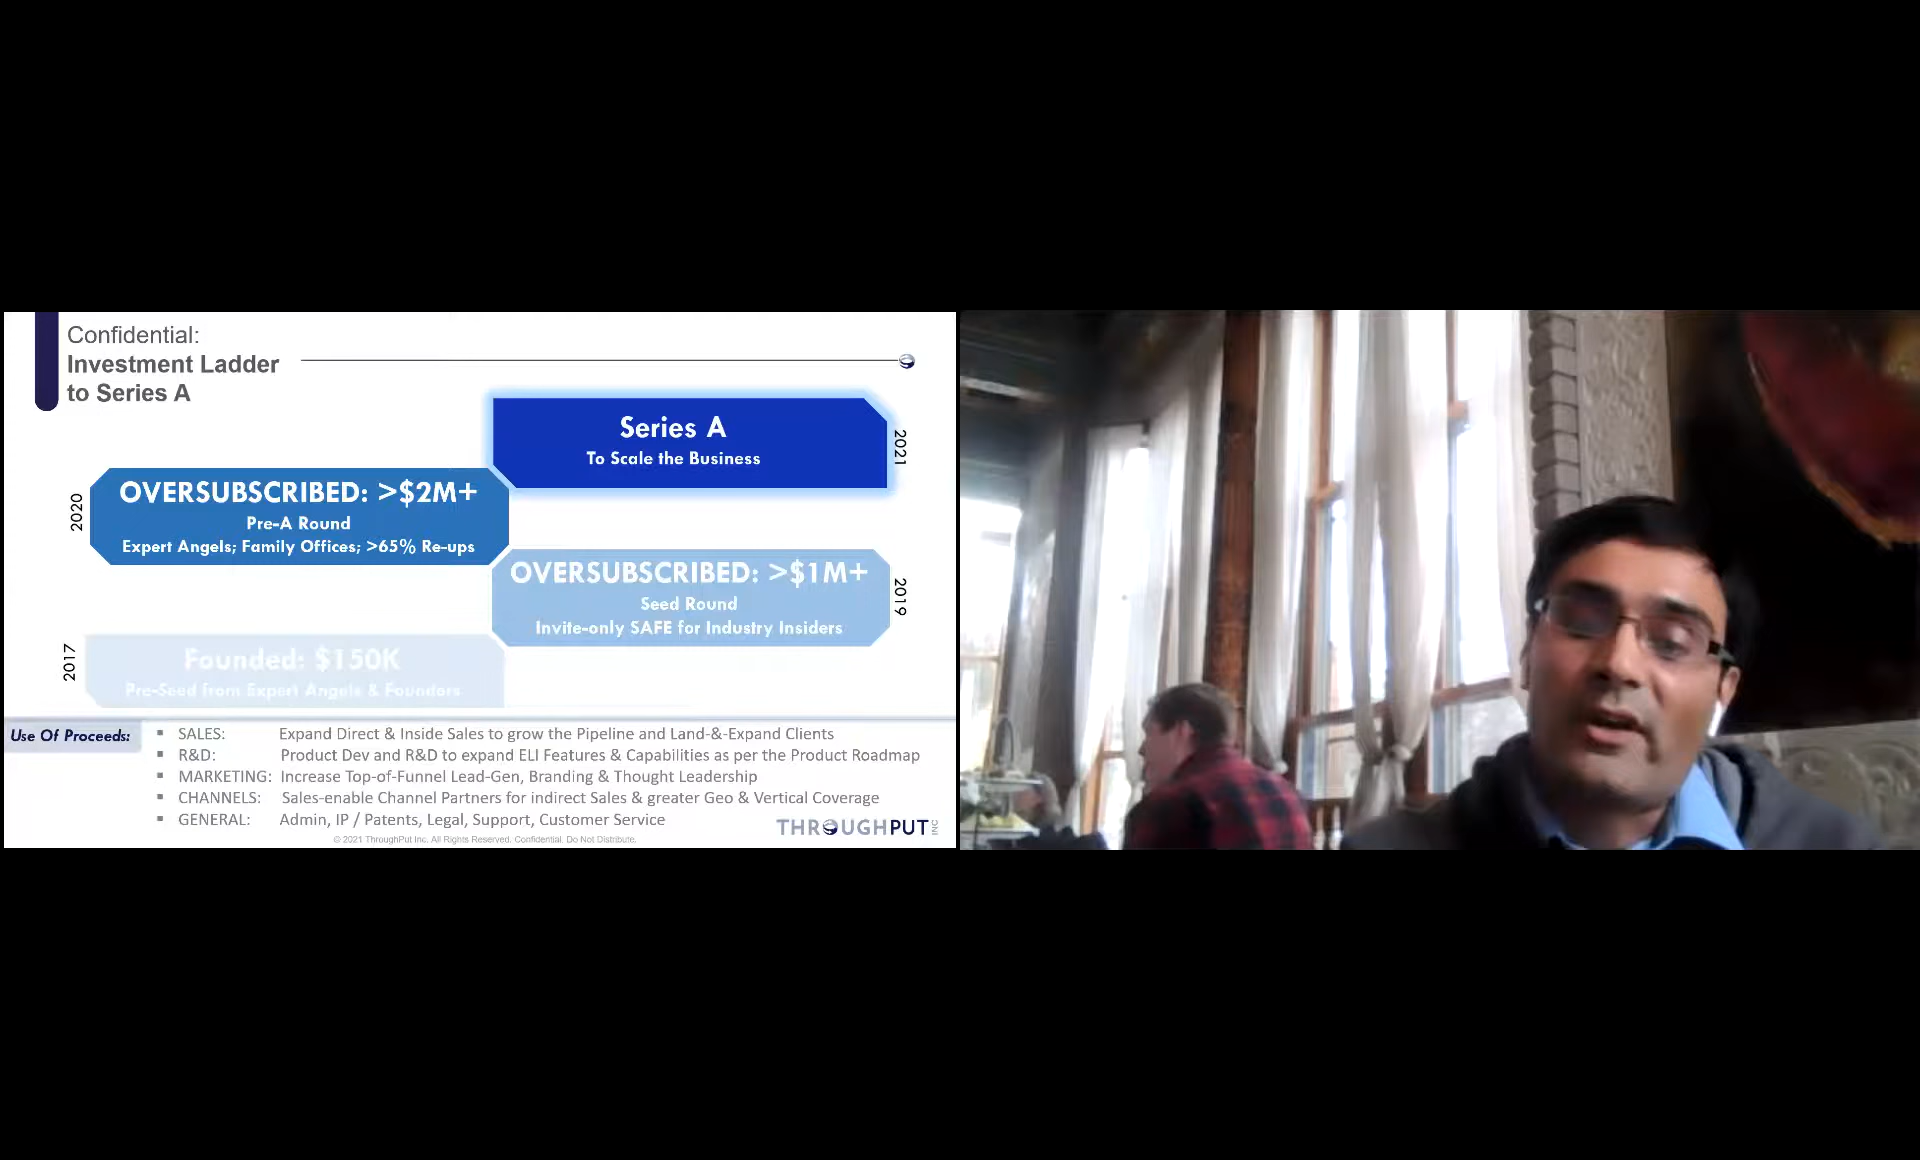 Confidential:
Investment Ladder
to Series A
Series A
To Scale the Business
2021
2020
OVERSUBSCRIBED: >$2M+
Pre-A Round
Expert Angels; Family Offices; >65% Re-ups
OVERSUBSCRIBED: >$1M+
Seed Round
Invite-only SAFE for Industry Insiders
2019
2017
Founded: $150K
Pre-Seed from Expert Angels & Founders
Use Of Proceeds:
▪ SALES: Expand Direct & Inside Sales to grow the Pipeline and Land-&-Expand Clients
▪ R&D: Product Dev and R&D to expand ELI Features & Capabilities as per the Product Roadmap
▪ MARKETING: Increase Top-of-Funnel Lead-Gen, Branding & Thought Leadership
▪ CHANNELS: Sales-enable Channel Partners for indirect Sales & greater Geo & Vertical Coverage
▪ GENERAL: Admin, IP / Patents, Legal, Support, Customer Service
THROUGHPUT INC
© 2021 ThroughPut Inc. All Rights Reserved. Confidential. Do Not Distribute.